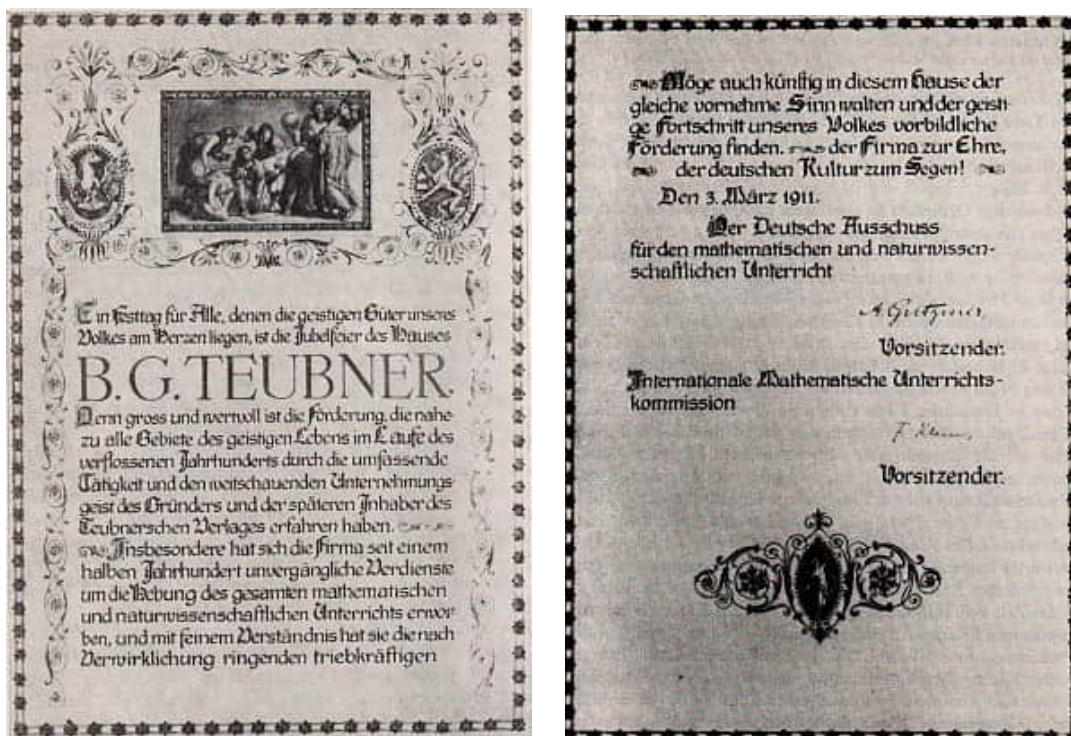 Ein Festtag für Alle, denen die geistigen Güter unseres
Volkes am Herzen liegen, ist die Jubelfeier des Hauses
B. G. TEUBNER.
Denn gross und wertvoll ist die Förderung, die nahe-
zu alle Gebiete des geistigen Lebens im Laufe des
verflossenen Jahrhunderts durch die umfassende
Tätigkeit und den weitschauenden Unternehmungs-
geist des Gründers und der späteren Inhaber des
Teubnerschen Verlages erfahren haben.
Insbesondere hat sich die Firma seit einem
halben Jahrhundert unvergängliche Verdienste
um die Hebung des gesamten mathematischen
und naturwissenschaftlichen Unterrichts erwor-
ben, und mit feinem Verständnis hat sie die nach
Verwirklichung ringenden triebkräftigen
Möge auch künftig in diesem Hause der
gleiche vornehme Sinn walten und der geisti-
ge Fortschritt unseres Volkes vorbildliche
Förderung finden, der Firma zur Ehre,
der deutschen Kultur zum Segen!
Den 3. März 1911.
Der Deutsche Ausschuss
für den mathematischen und naturwissen-
schaftlichen Unterricht
A. Gutzmer,
Vorsitzender.
Internationale Mathematische Unterrichts-
kommission
F. Klein,
Vorsitzender.